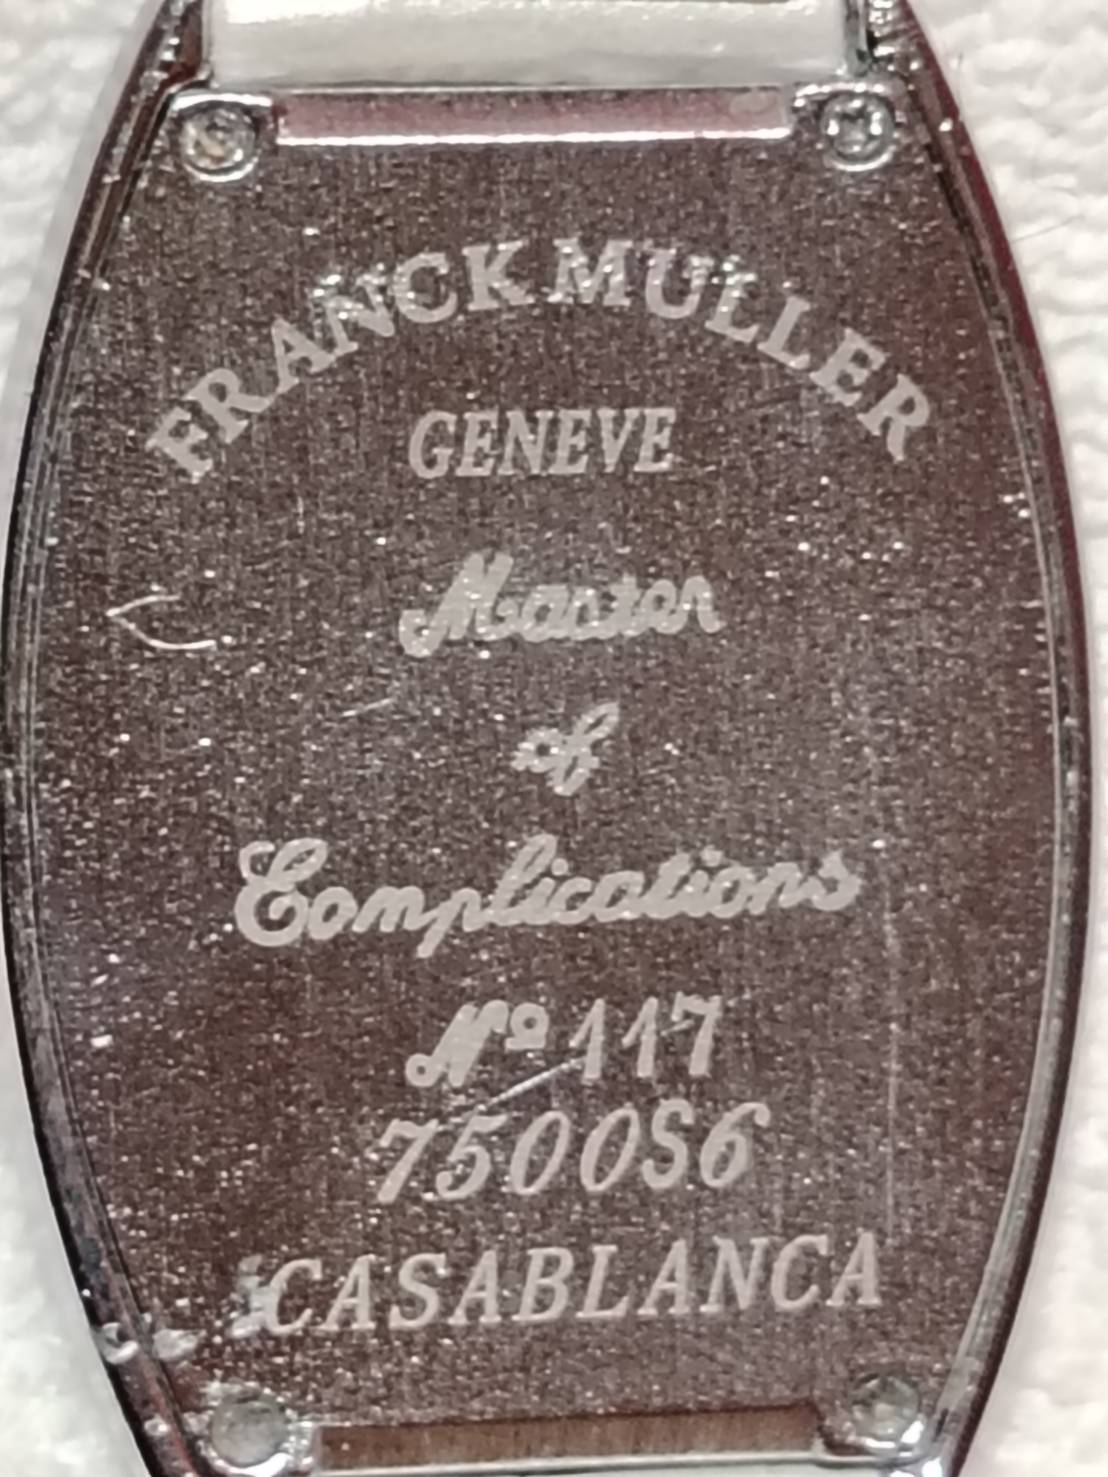 FRANCK MULLER
GENEVE
Master
of
Complications
Nº 117
7500S6
CASABLANCA